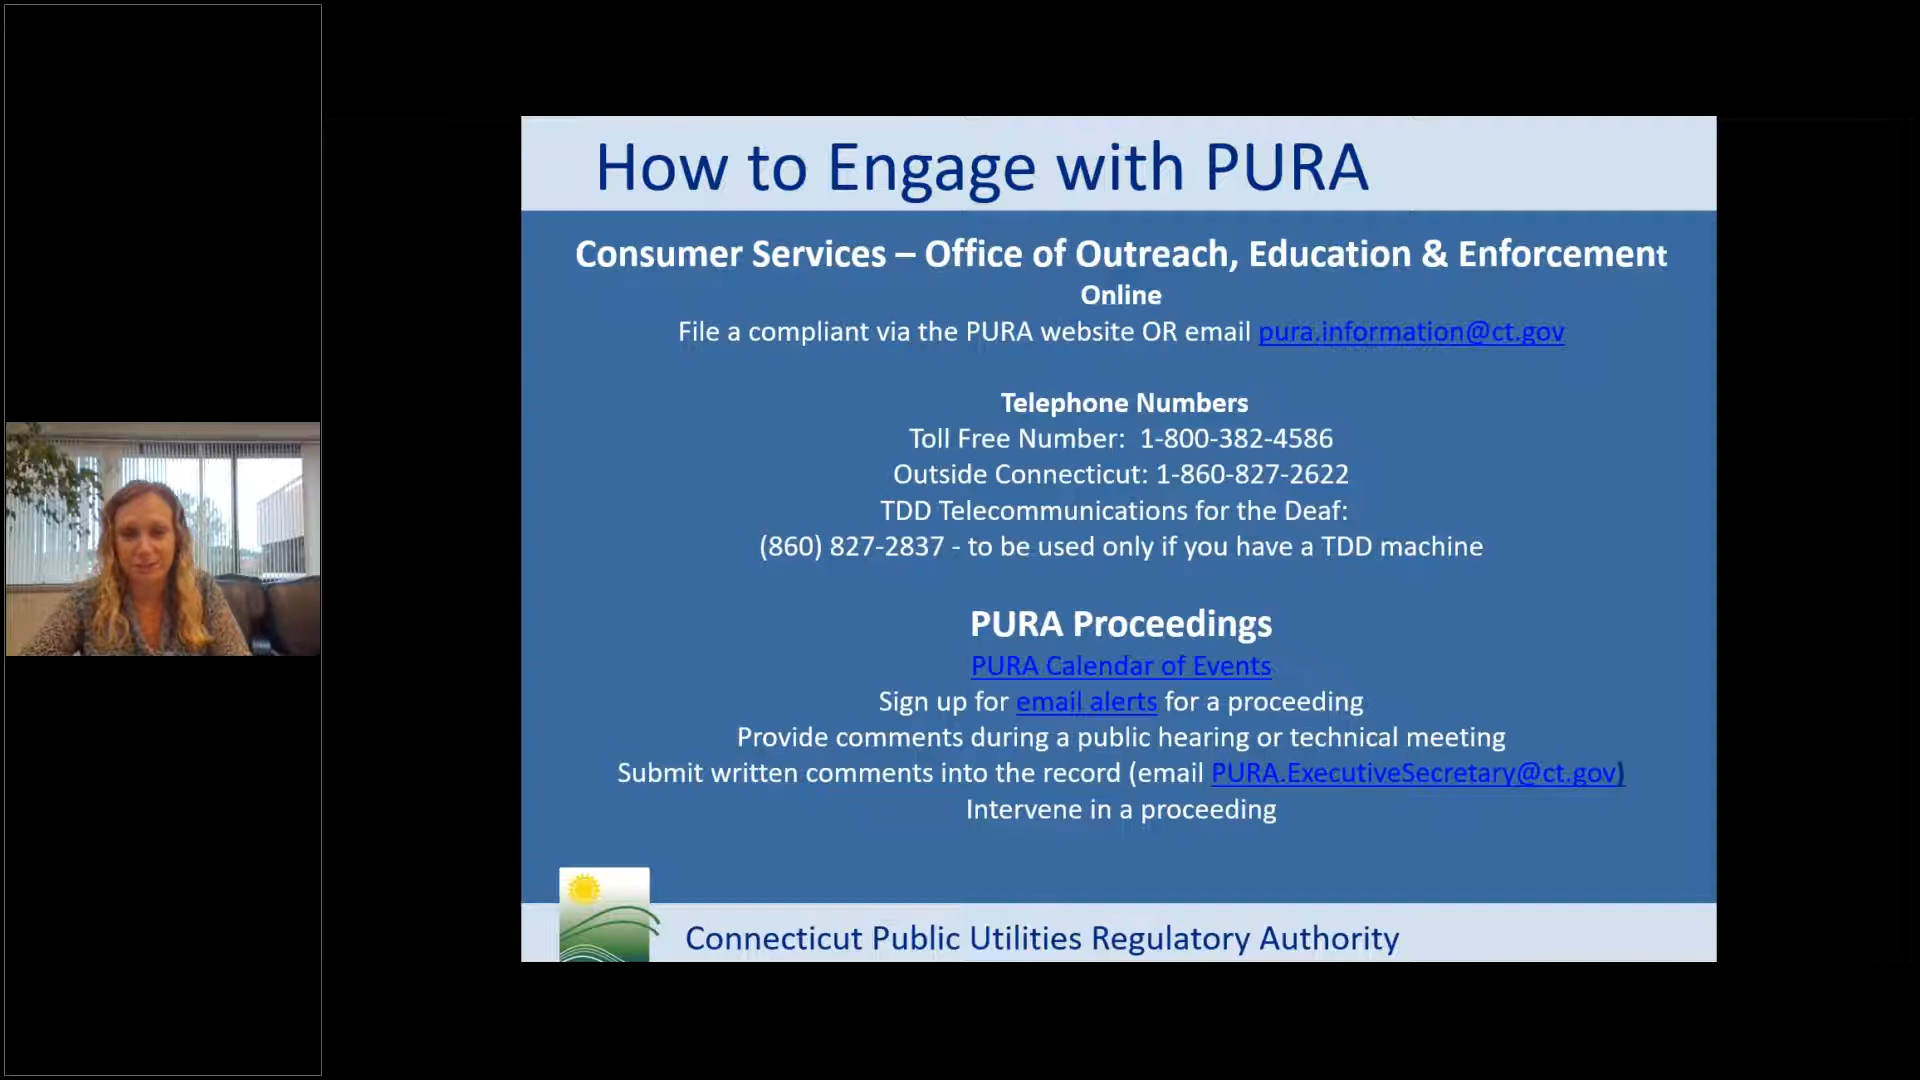 How to Engage with PURA
Consumer Services – Office of Outreach, Education & Enforcement
Online
File a compliant via the PURA website OR email pura.information@ct.gov
Telephone Numbers
Toll Free Number: 1-800-382-4586
Outside Connecticut: 1-860-827-2622
TDD Telecommunications for the Deaf:
(860) 827-2837 - to be used only if you have a TDD machine
PURA Proceedings
PURA Calendar of Events
Sign up for email alerts for a proceeding
Provide comments during a public hearing or technical meeting
Submit written comments into the record (email PURA.ExecutiveSecretary@ct.gov)
Intervene in a proceeding
Connecticut Public Utilities Regulatory Authority